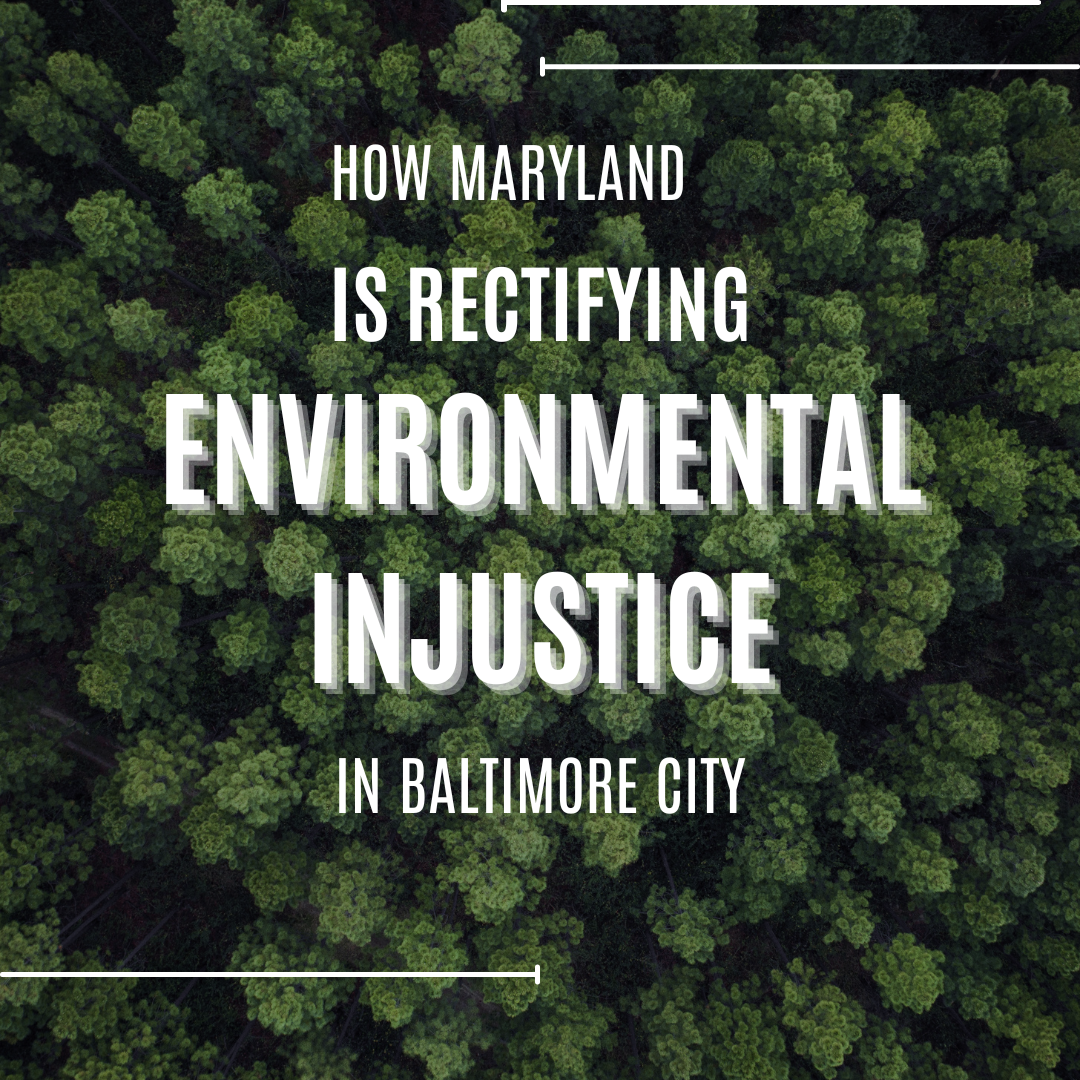 HOW MARYLAND
IS RECTIFYING
ENVIRONMENTAL
INJUSTICE
IN BALTIMORE CITY